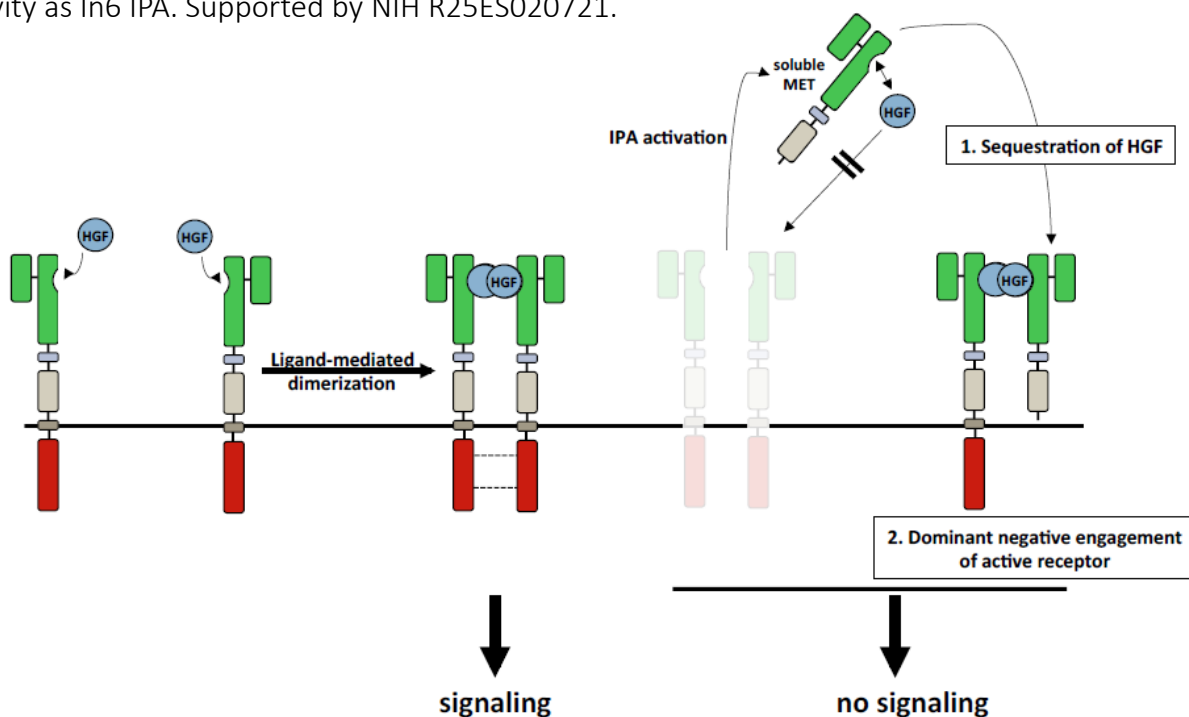 vity as In6 IPA. Supported by NIH R25ES020721.
soluble
MET
HGF
IPA activation
1. Sequestration of HGF
HGF
HGF
HGF
HGF
Ligand-mediated
dimerization
2. Dominant negative engagement
of active receptor
signaling
no signaling